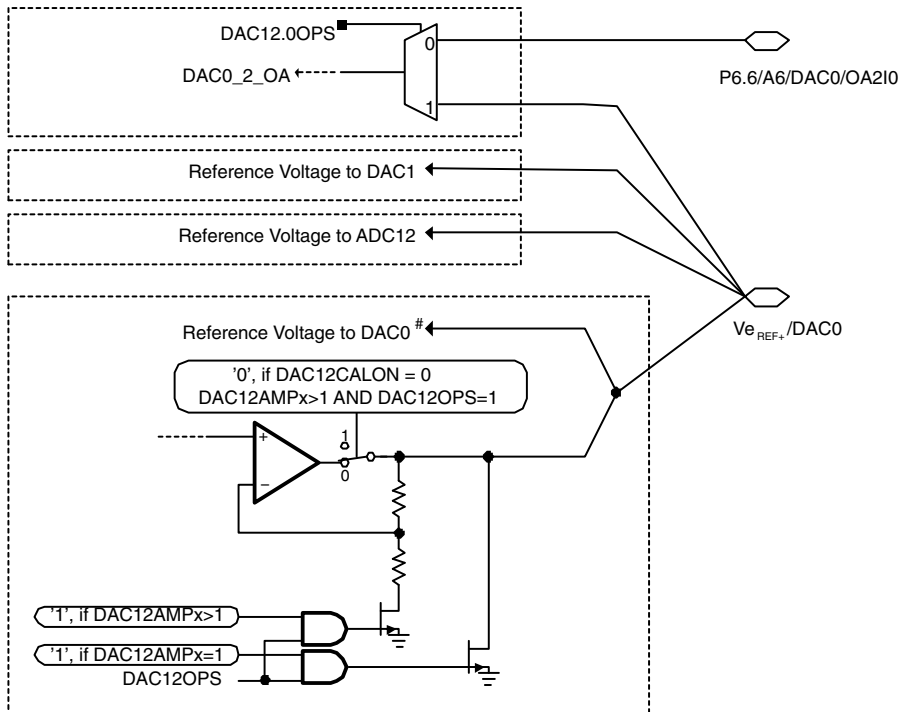 DAC12.0OPS
0
DAC0_2_OA
P6.6/A6/DAC0/OA2I0
1
Reference Voltage to DAC1
Reference Voltage to ADC12
Reference Voltage to DAC0 #
VeREF+/DAC0
'0', if DAC12CALON = 0
DAC12AMPx>1 AND DAC12OPS=1
+
1
0
−
'1', if DAC12AMPx>1
'1', if DAC12AMPx=1
DAC12OPS